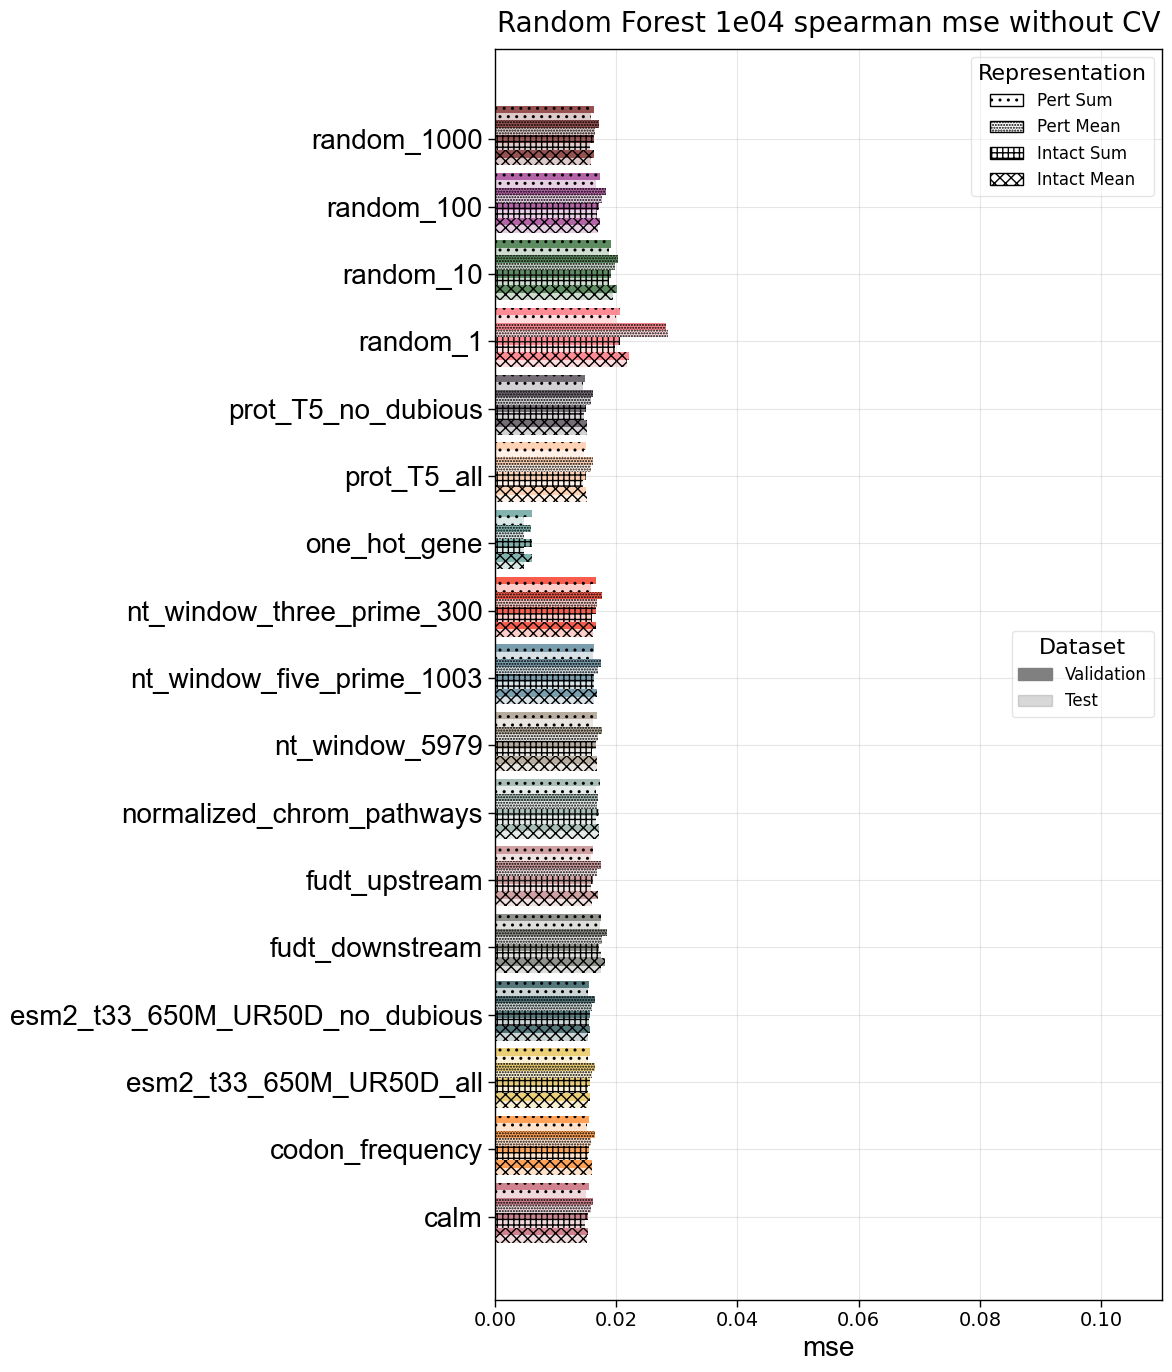 Random Forest 1e04 spearman mse without CV
Representation
Pert Sum
Pert Mean
Intact Sum
Intact Mean
random_1000
random_100
random_10
random_1
prot_T5_no_dubious
prot_T5_all
one_hot_gene
nt_window_three_prime_300
nt_window_five_prime_1003
nt_window_5979
normalized_chrom_pathways
fudt_upstream
fudt_downstream
esm2_t33_650M_UR50D_no_dubious
esm2_t33_650M_UR50D_all
codon_frequency
calm
Dataset
Validation
Test
0.00 0.02 0.04 0.06 0.08 0.10
mse